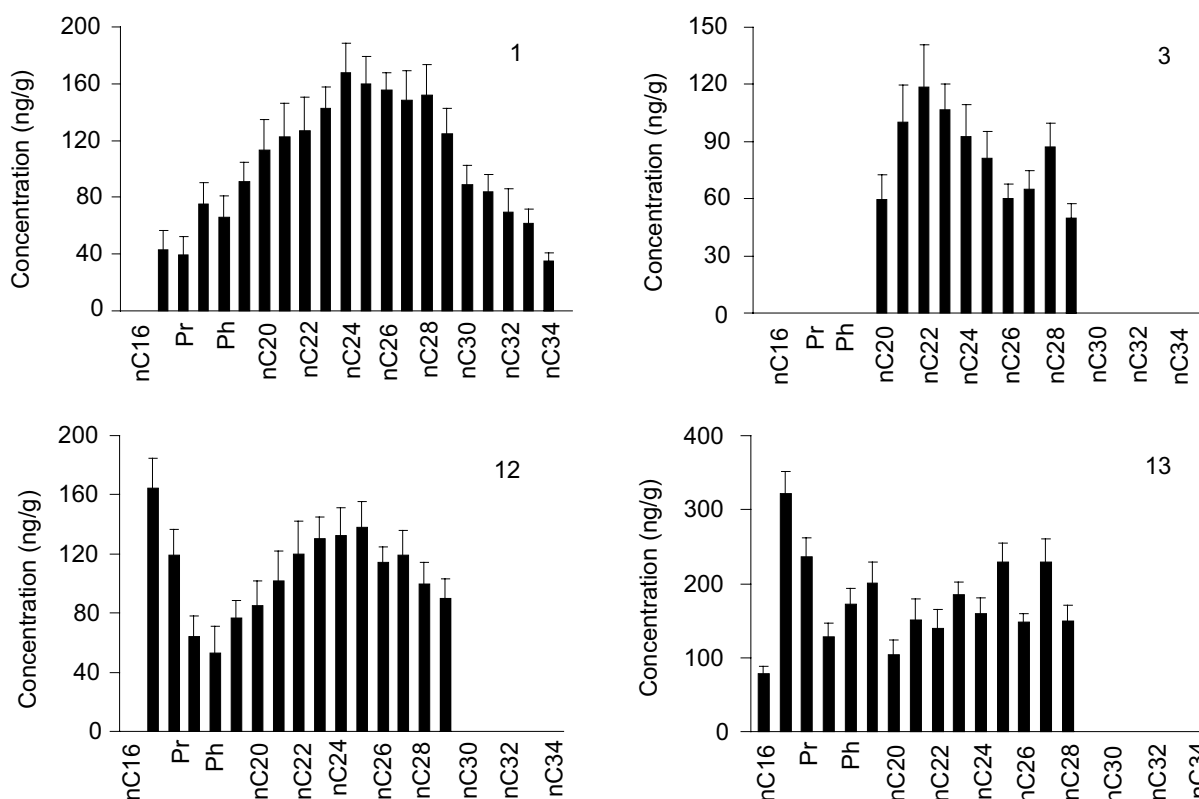 200
160
120
80
40
0
Concentration (ng/g)
1
nC16
Pr
Ph
nC20
nC22
nC24
nC26
nC28
nC30
nC32
nC34
150
120
90
60
30
0
Concentration (ng/g)
3
nC16
Pr
Ph
nC20
nC22
nC24
nC26
nC28
nC30
nC32
nC34
200
160
120
80
40
0
Concentration (ng/g)
12
nC16
Pr
Ph
nC20
nC22
nC24
nC26
nC28
nC30
nC32
nC34
400
300
200
100
0
Concentration (ng/g)
13
nC16
Pr
Ph
nC20
nC22
nC24
nC26
nC28
nC30
nC32
nC34